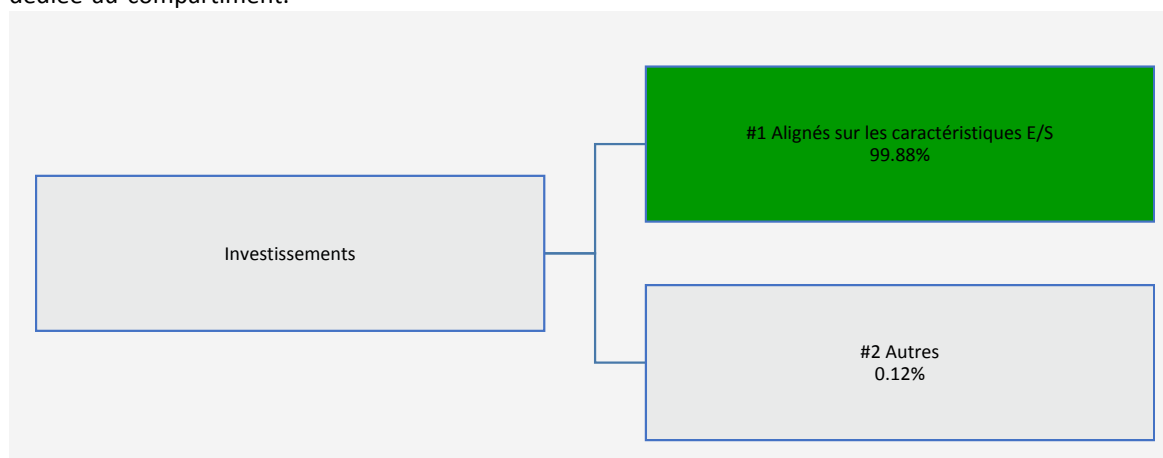 dédiée au compartiment.
#1 Alignés sur les caractéristiques E/S
99.88%
Investissements
#2 Autres
0.12%